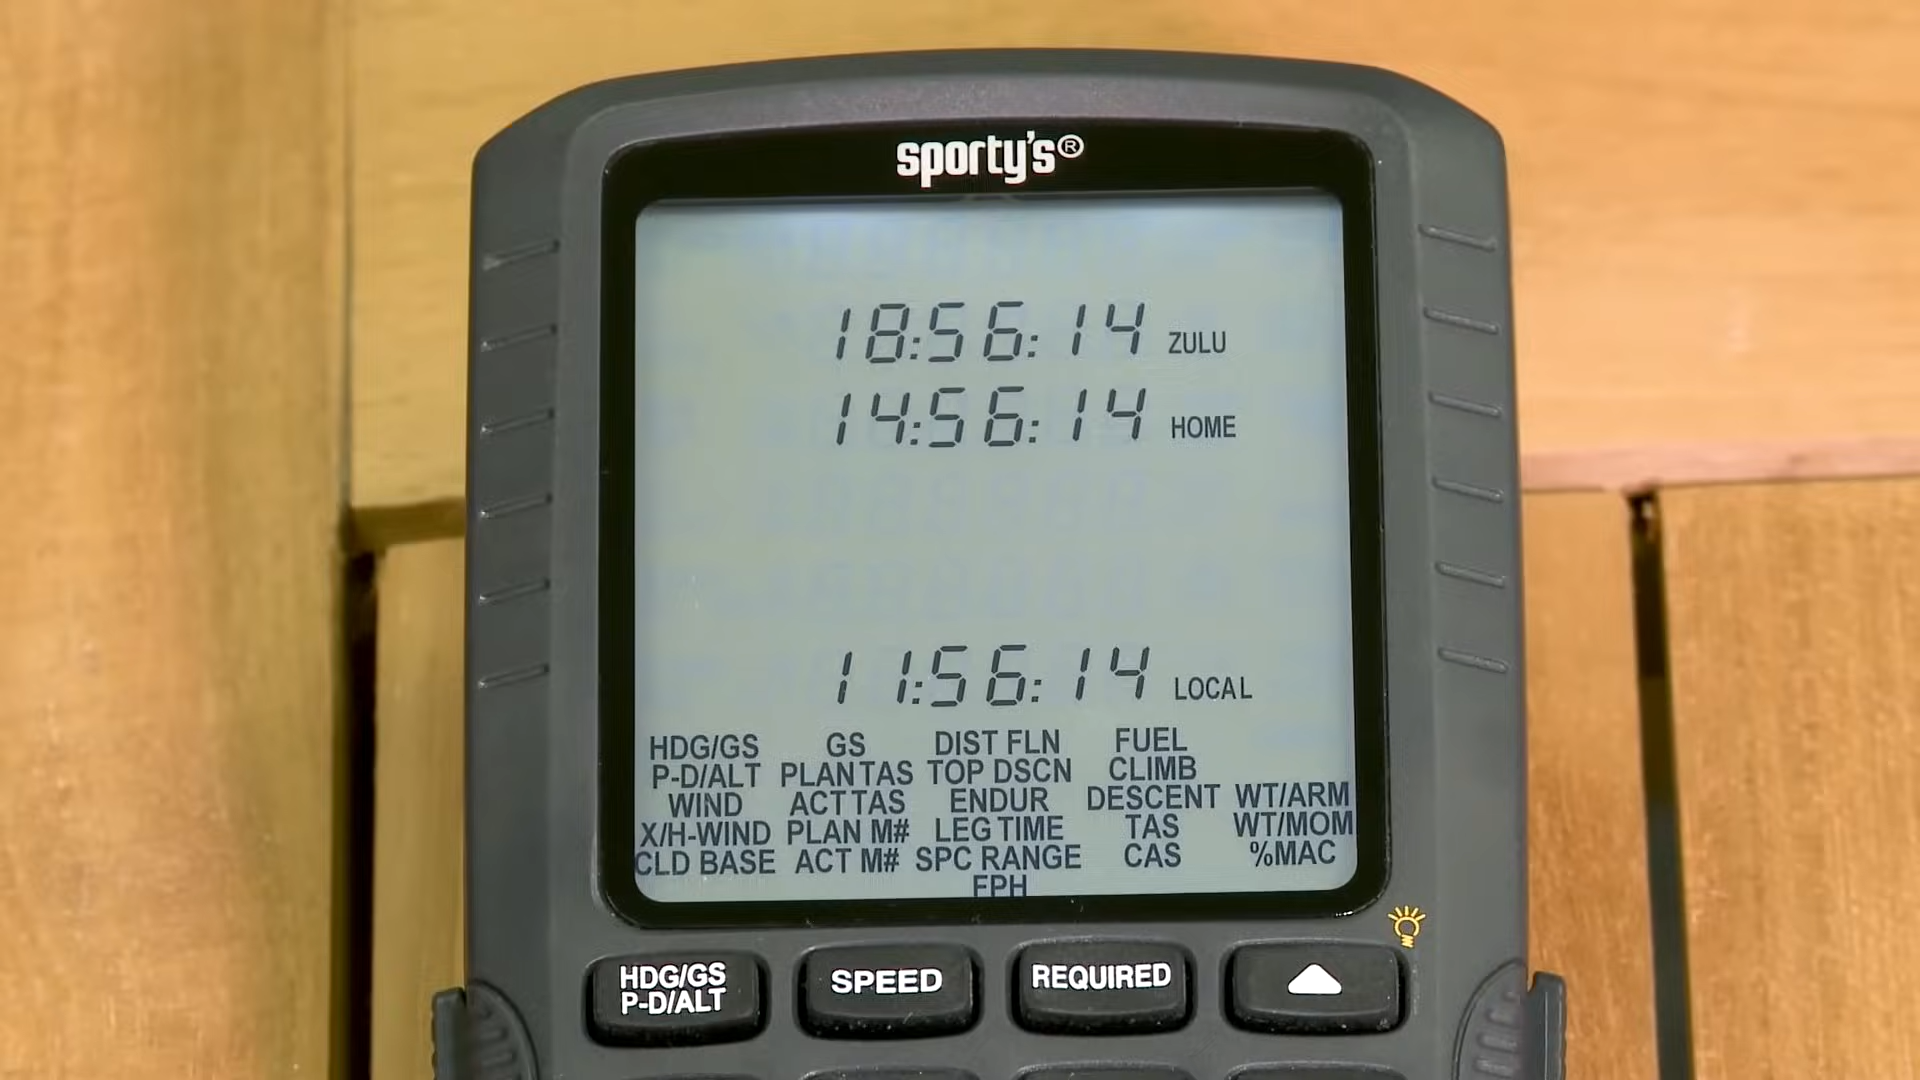 sporty's®
18:56:14 ZULU
14:56:14 HOME
11:56:14 LOCAL
HDG/GS GS DIST FLN FUEL
P-D/ALT PLAN TAS TOP DSCN CLIMB
WIND ACT TAS ENDUR DESCENT WT/ARM
X/H-WIND PLAN M# LEG TIME TAS WT/MOM
CLD BASE ACT M# SPC RANGE CAS %MAC
FPH
HDG/GS SPEED REQUIRED
P-D/ALT